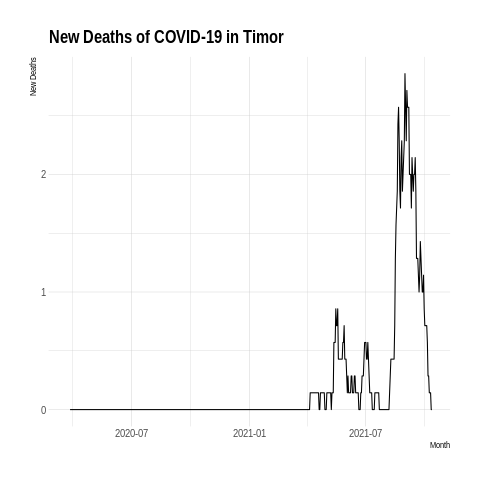 New Deaths of COVID-19 in Timor
New Deaths
2
1
0
2020-07 2021-01 2021-07
Month